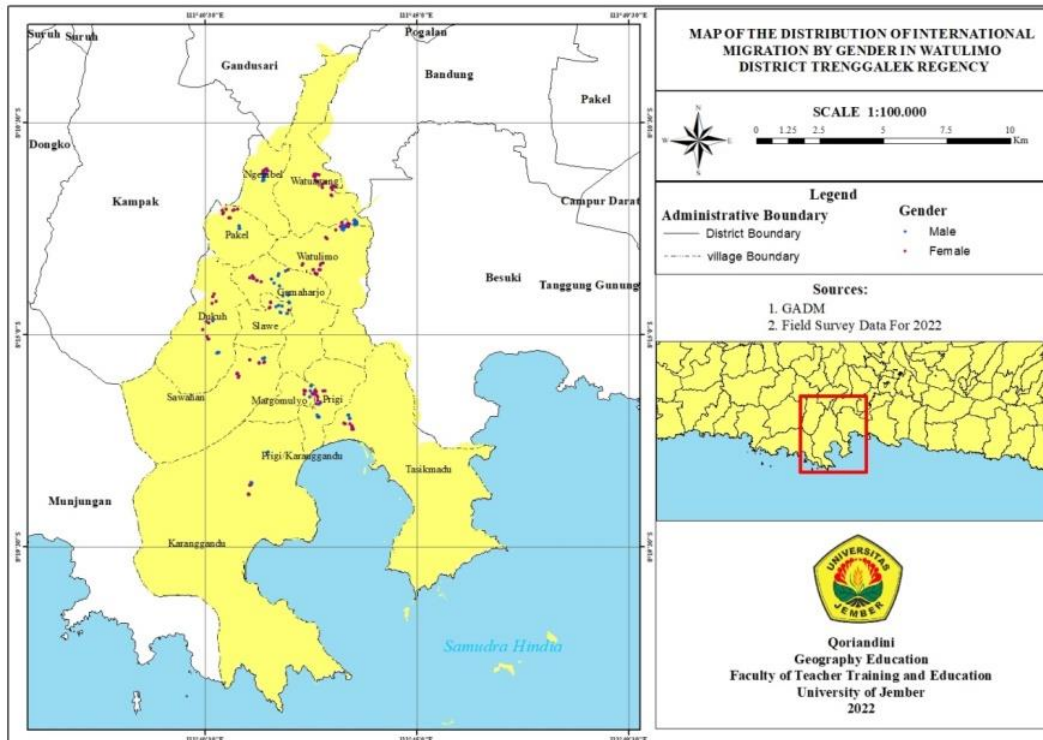 MAP OF THE DISTRIBUTION OF INTERNATIONAL
MIGRATION BY GENDER IN WATULIMO
DISTRICT TRENGGALEK REGENCY
SCALE 1:100.000
N
W
E
S
0 1.25 2.5 5 7.5 10
Km
Legend
Administrative Boundary
District Boundary
village Boundary
Gender
Male
Female
Sources:
1. GADM
2. Field Survey Data For 2022
UNIVERSITAS
JEMBER
Qoriandini
Geography Education
Faculty of Teacher Training and Education
University of Jember
2022
Suruh
Suruh
Pogalan
Gandusari
Bandung
Pakel
Dongko
Kampak
Campur Darat
Besuki
Tanggung Gunung
Munjungan
Pakel
Watulimo
Gemaharjo
Dukuh
Slawe
Sawahan
Margomulyo
Prigi
Prigi/Karanggandu
Tasikmadu
Karanggandu
Samudra Hindia